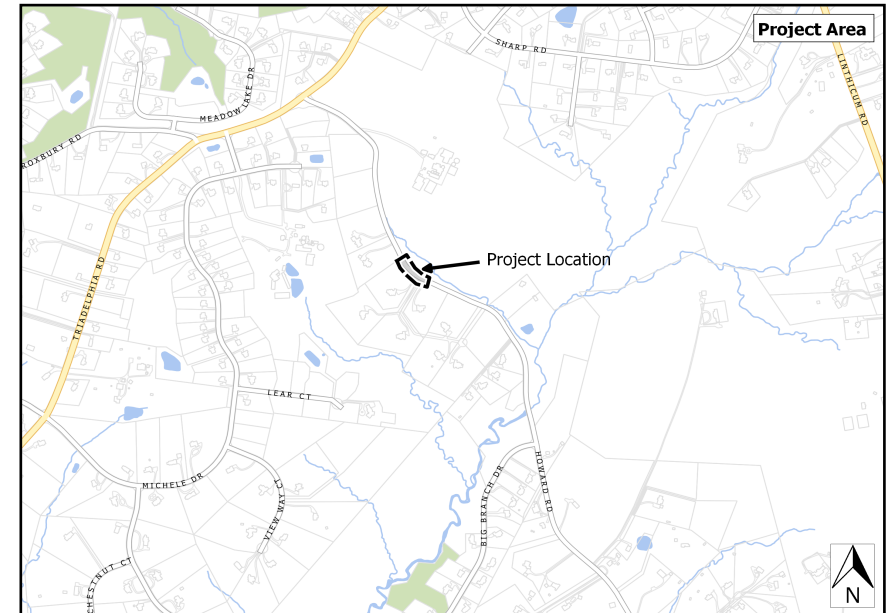 Project Area
SHARP RD
LINTHICUM RD
MEADOW LAKE DR
ROXBURY RD
Project Location
TRIADELPHIA RD
LEAR CT
MICHELE DR
VIEW WAY CT
BIG BRANCH DR
HOWARD RD
CHESTNUT CT
N